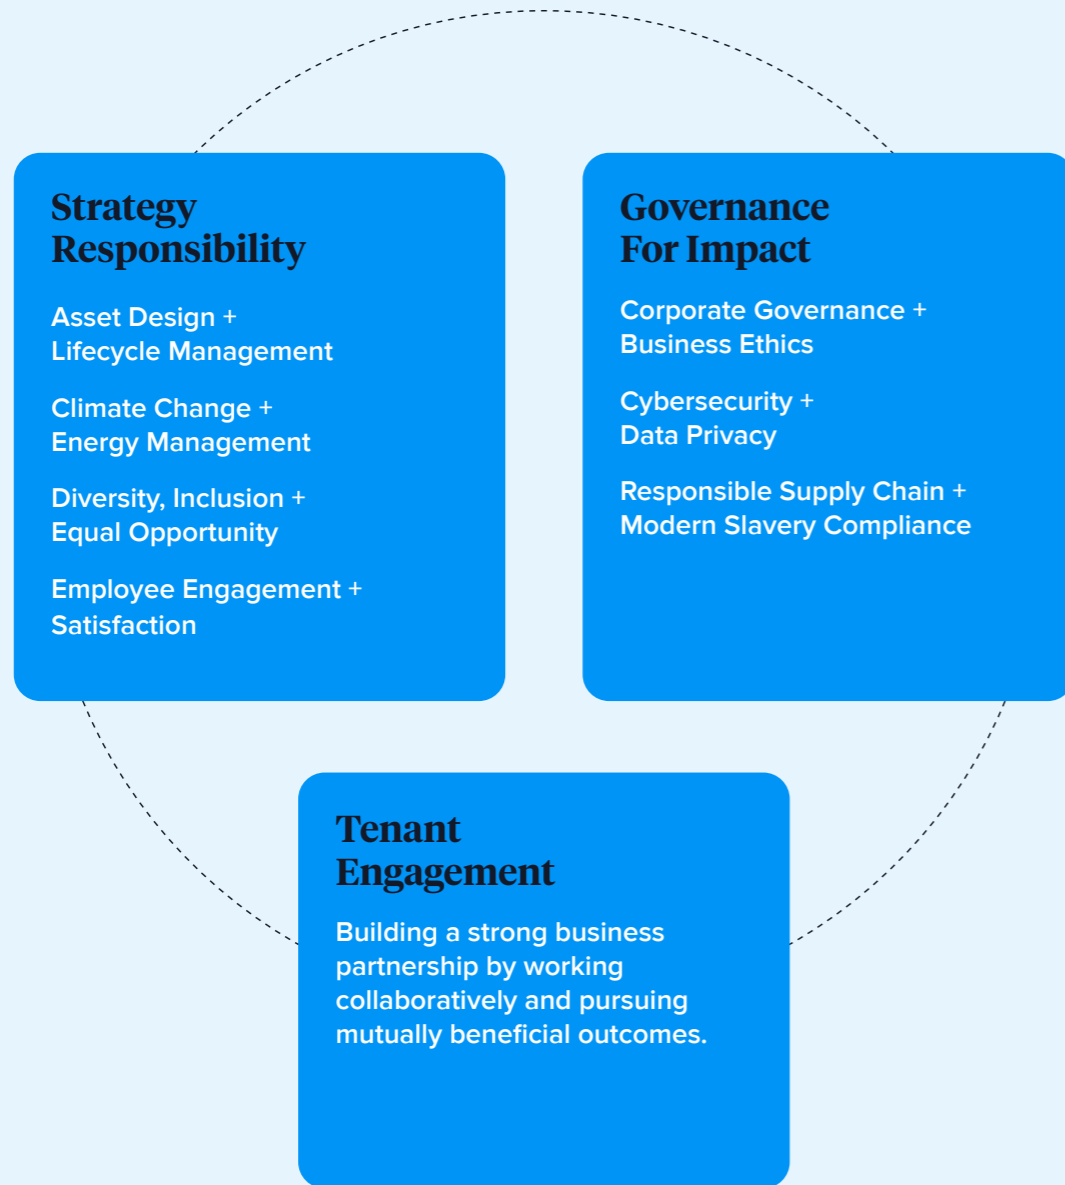 Strategy
Responsibility
Asset Design +
Lifecycle Management
Climate Change +
Energy Management
Diversity, Inclusion +
Equal Opportunity
Employee Engagement +
Satisfaction
Governance
For Impact
Corporate Governance +
Business Ethics
Cybersecurity +
Data Privacy
Responsible Supply Chain +
Modern Slavery Compliance
Tenant
Engagement
Building a strong business
partnership by working
collaboratively and pursuing
mutually beneficial outcomes.